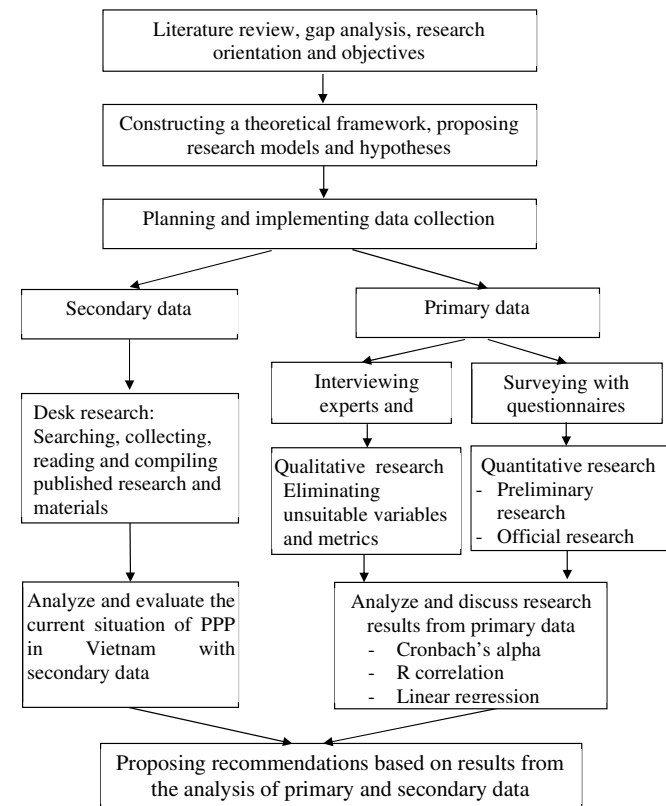 Literature review, gap analysis, research
orientation and objectives
Constructing a theoretical framework, proposing
research models and hypotheses
Planning and implementing data collection
Secondary data
Primary data
Interviewing
experts and
Surveying with
questionnaires
Desk research:
Searching, collecting,
reading and compiling
published research and
materials
Qualitative research
Eliminating
unsuitable variables
and metrics
Quantitative research
- Preliminary
research
- Official research
Analyze and evaluate the
current situation of PPP
in Vietnam with
secondary data
Analyze and discuss research
results from primary data
- Cronbach's alpha
- R correlation
- Linear regression
Proposing recommendations based on results from
the analysis of primary and secondary data